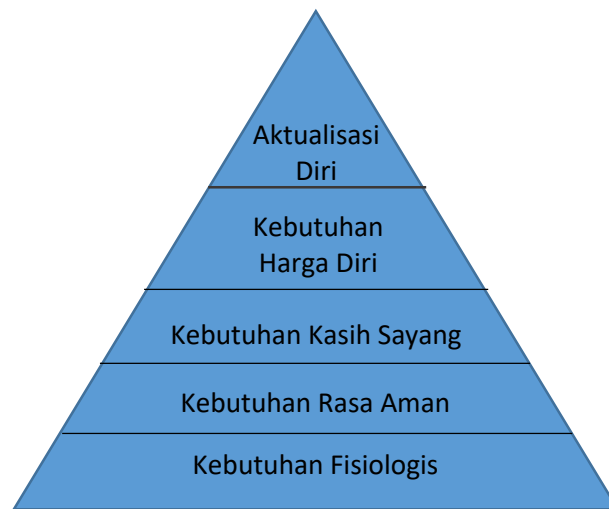 Aktualisasi
Diri
Kebutuhan
Harga Diri
Kebutuhan Kasih Sayang
Kebutuhan Rasa Aman
Kebutuhan Fisiologis